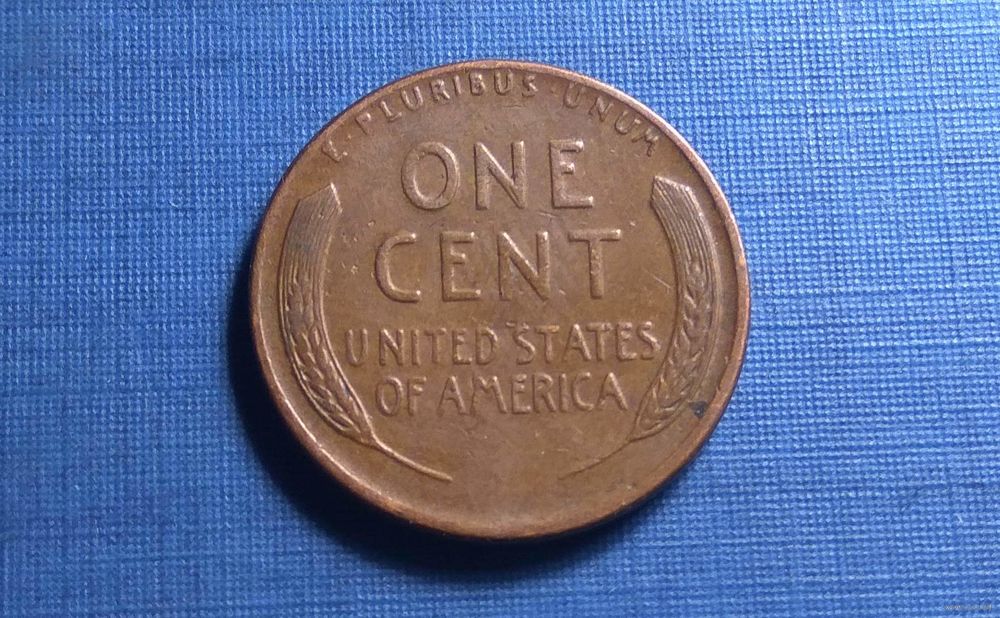 E·PLURIBUS·UNUM
ONE
CENT
UNITED STATES
OF AMERICA